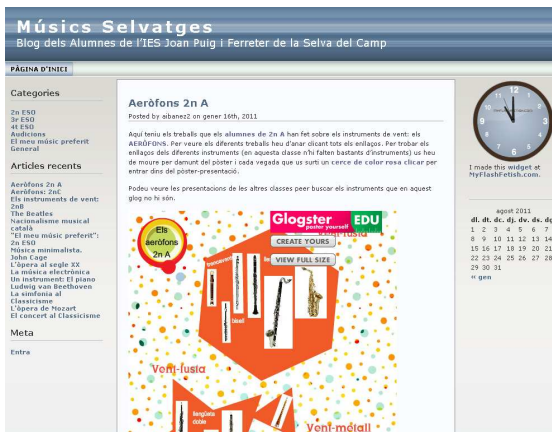 Músics Selvatges
Blog dels Alumnes de l'IES Joan Puig i Ferreter de la Selva del Camp
PÀGINA D'INICI
Categories
2n ESO
3r ESO
4t ESO
Audicions
El meu músic preferit
General
Articles recents
Aeròfons 2n A
Aeròfons: 2nC
Els instruments de vent:
2nB
The Beatles
Nacionalisme musical
català
"El meu músic preferit":
2n ESO
Música minimalista.
John Cage
L'òpera al segle XX
La música electrònica
Un instrument: El piano
Ludwig van Beethoven
La simfonia al
Classicisme
L'òpera de Mozart
El concert al Classicisme
Meta
Entra
Aeròfons 2n A
Posted by aibanez2 on gener 16th, 2011
Aquí teniu els treballs que els alumnes de 2n A han fet sobre els instruments de vent: els
AERÒFONS. Per veure els diferents treballs heu d'anar clicant tots els enllaços. Per trobar els
enllaços dels diferents instruments (en aquesta classe n'hi falten bastants d'instruments) us heu
de moure per damunt del pòster i cada vegada que us surti un cercle de color rosa clicar per
entrar dins del pòster-presentació.
Podeu veure les presentacions de les altres classes peer buscar els instruments que en aquest
glog no hi són.
Els
aeròfons
2n A
Glogster EDU
poster yourself
CREATE YOURS
VIEW FULL SIZE
bisell
Vent-fusta
llengüeta
doble
Vent-metall
12
I made this widget at
MyFlashFetish.com.
agost 2011
dl. dt. dc. dj. dv. ds. dg
1 2 3 4 5 6 7
8 9 10 11 12 13 14
15 16 17 18 19 20 21
22 23 24 25 26 27 28
29 30 31
« gen